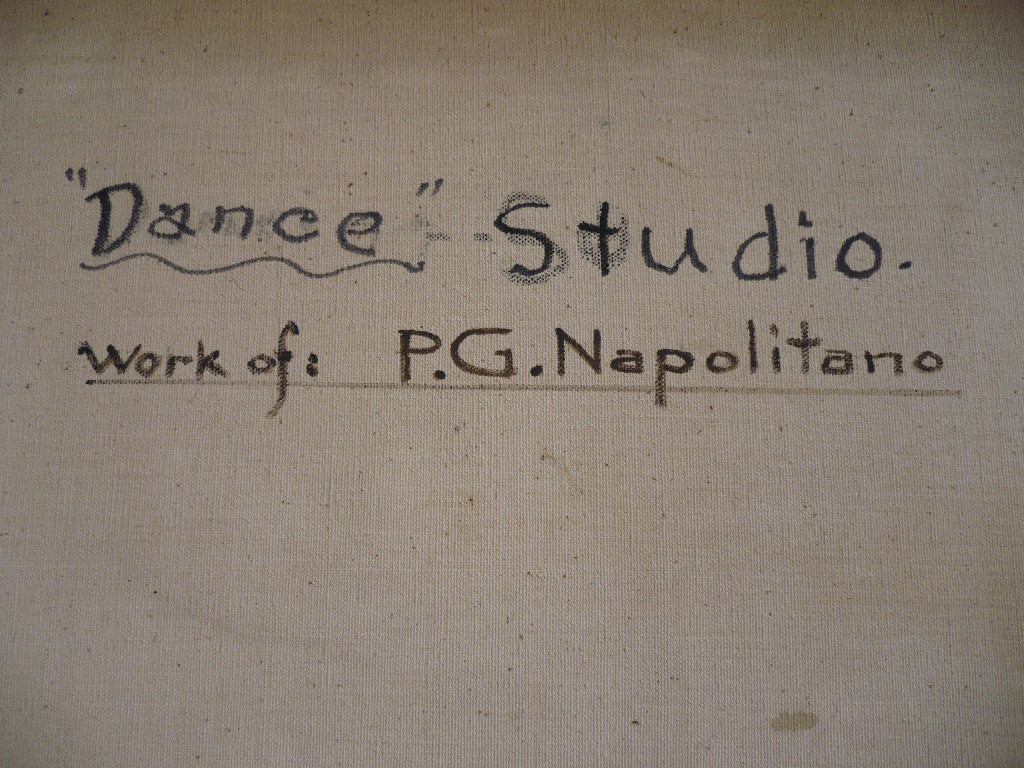 "Dance" -- Studio.
Work of: P.G. Napolitano